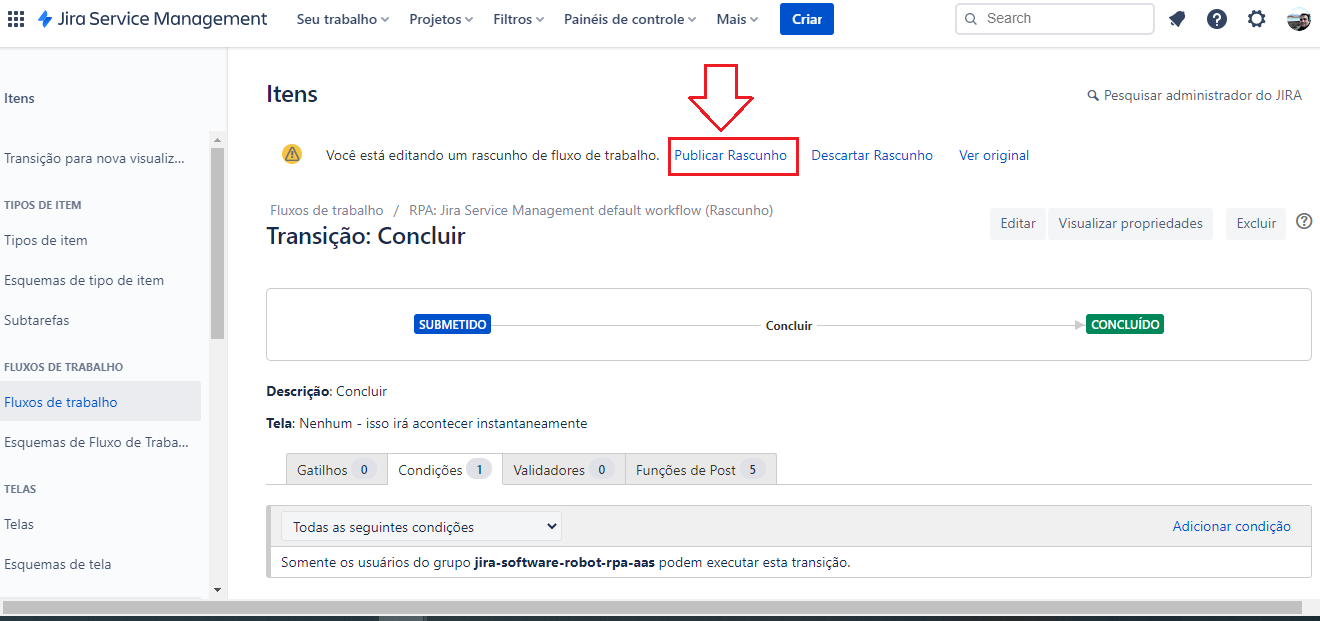 Jira Service Management Seu trabalho Projetos Filtros Painéis de controle Mais Criar Search
Itens
Transição para nova visualiz...
TIPOS DE ITEM
Tipos de item
Esquemas de tipo de item
Subtarefas
FLUXOS DE TRABALHO
Fluxos de trabalho
Esquemas de Fluxo de Traba...
TELAS
Telas
Esquemas de tela
Itens
Pesquisar administrador do JIRA
Você está editando um rascunho de fluxo de trabalho. Publicar Rascunho Descartar Rascunho Ver original
Fluxos de trabalho / RPA: Jira Service Management default workflow (Rascunho)
Transição: Concluir
Editar Visualizar propriedades Excluir
SUBMETIDO Concluir CONCLUÍDO
Descrição: Concluir
Tela: Nenhum - isso irá acontecer instantaneamente
Gatilhos 0 Condições 1 Validadores 0 Funções de Post 5
Todas as seguintes condições Adicionar condição
Somente os usuários do grupo jira-software-robot-rpa-aas podem executar esta transição.